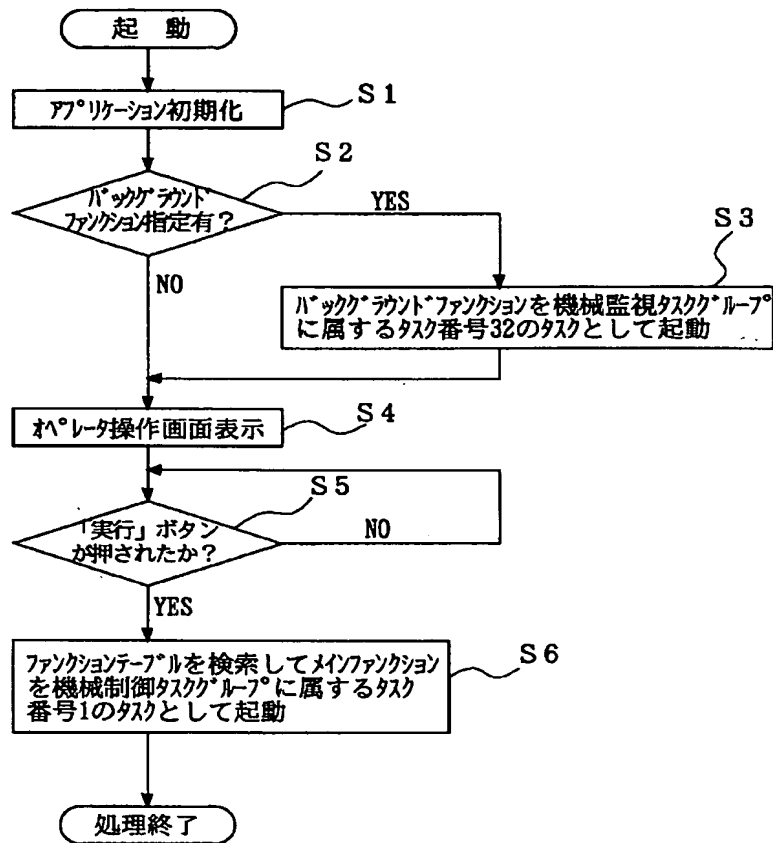 起 動
アプリケーション初期化
S1
バックグラウンド
ファンクション指定有？
S2
YES
NO
S3
バックグラウンドファンクションを機械監視タスクグループ
に属するタスク番号32のタスクとして起動
オペレータ操作画面表示
S4
「実行」ボタン
が押されたか？
S5
NO
YES
ファンクションテーブルを検索してメインファンクション
を機械制御タスクグループに属するタスク
番号1のタスクとして起動
S6
処理終了